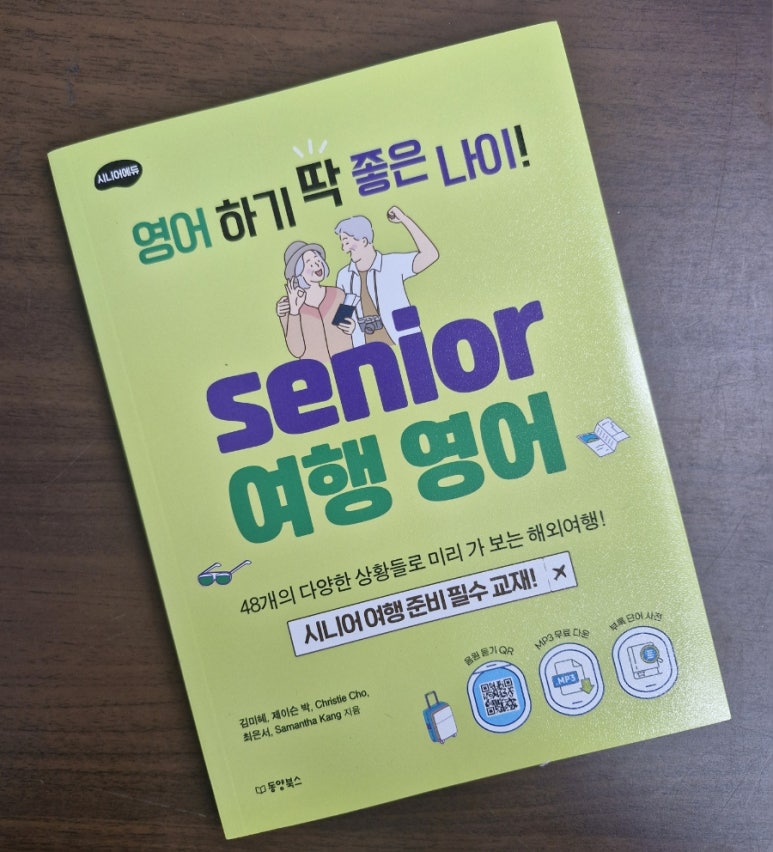 시니어에듀
영어 하기 딱 좋은 나이!
senior
여행 영어
48개의 다양한 상황들로 미리 가 보는 해외여행!
시니어 여행 준비 필수 교재!
음원 듣기 QR
MP3 무료 다운
부록 단어 사전
MP3
김미혜, 제이슨 박, Christie Cho,
최은서, Samantha Kang 지음
동양북스